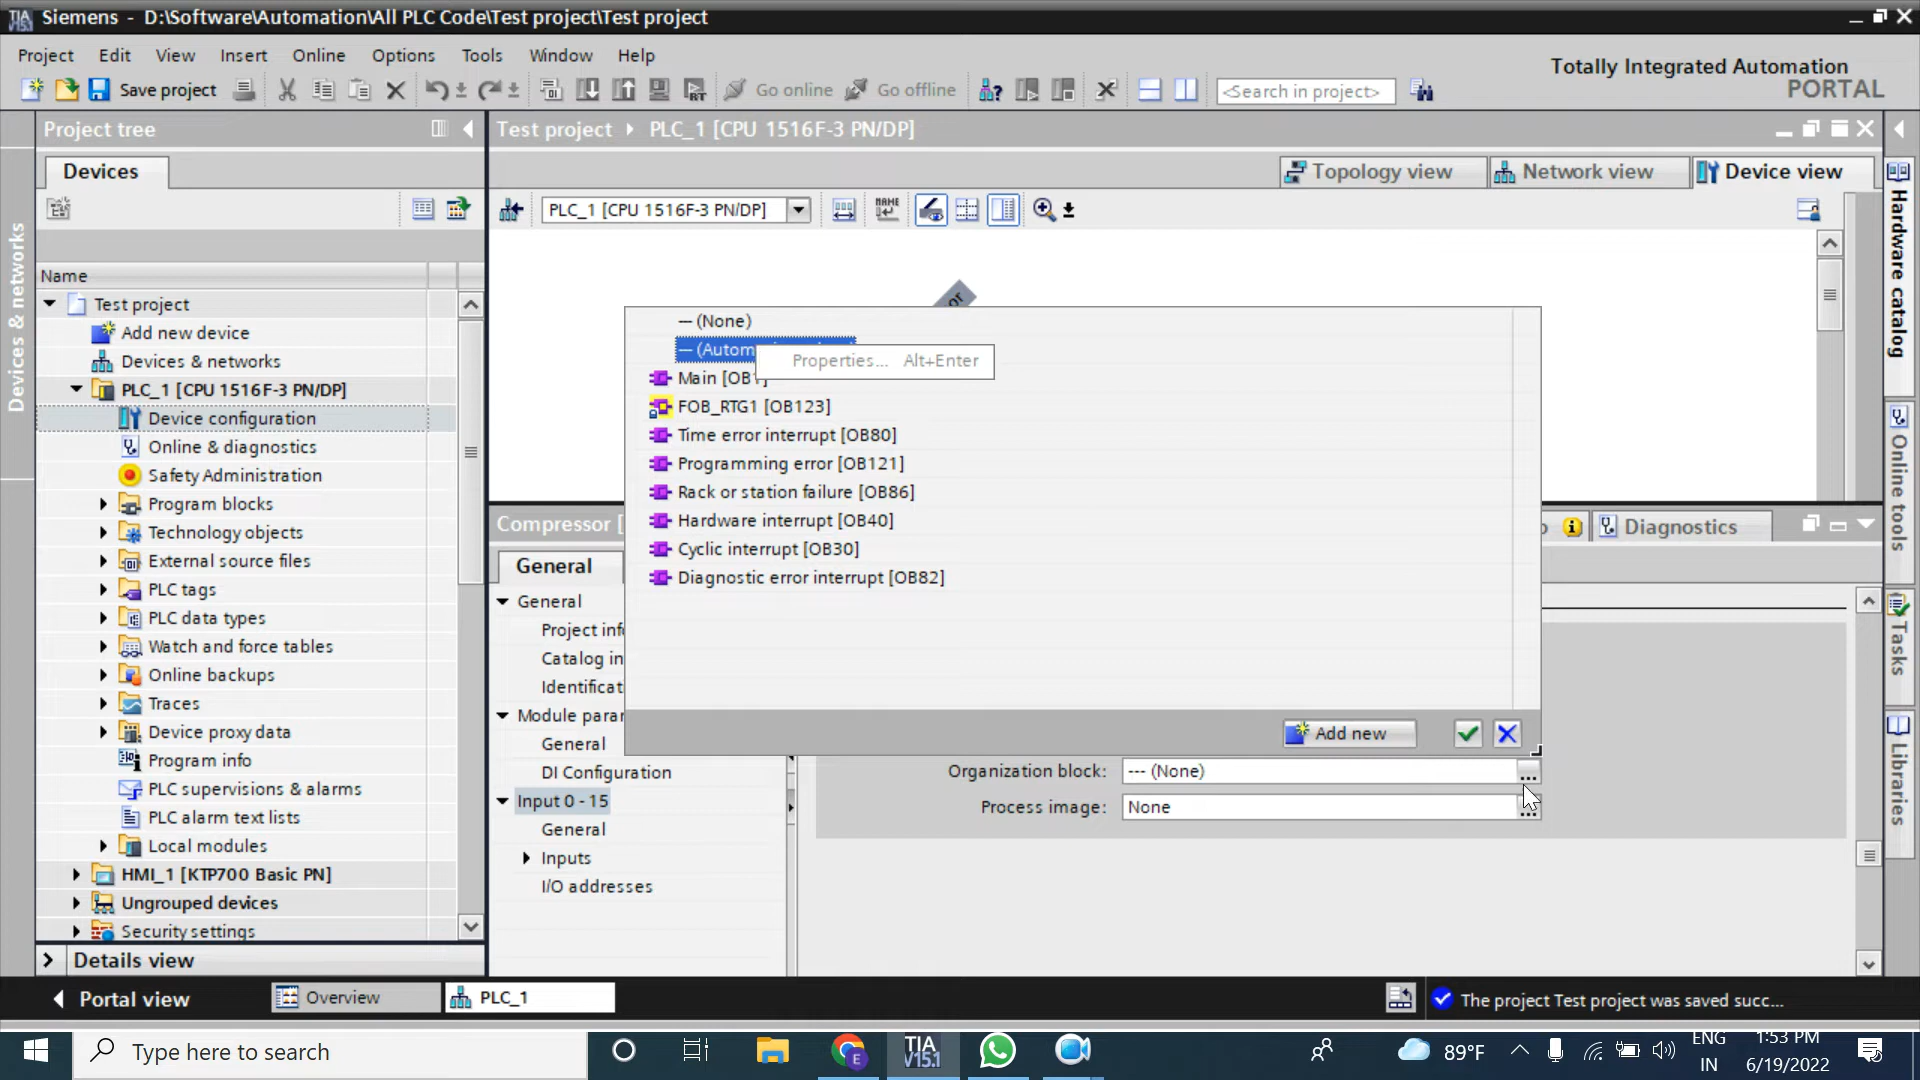 Siemens - D:\Software\Automation\All PLC Code\Test project\Test project
Project Edit View Insert Online Options Tools Window Help
Totally Integrated Automation
PORTAL
Save project
Go online
Go offline
<Search in project>
Project tree
Test project
PLC_1 [CPU 1516F-3 PN/DP]
Devices
Topology view
Network view
Device view
PLC_1 [CPU 1516F-3 PN/DP]
Devices & networks
Name
Test project
Add new device
Devices & networks
PLC_1 [CPU 1516F-3 PN/DP]
Device configuration
Online & diagnostics
Safety Administration
Program blocks
Technology objects
External source files
PLC tags
PLC data types
Watch and force tables
Online backups
Traces
Device proxy data
Program info
PLC supervisions & alarms
PLC alarm text lists
Local modules
HMI_1 [KTP700 Basic PN]
Ungrouped devices
Security settings
Details view
--- (None)
Properties... Alt+Enter
Main [OB1]
FOB_RTG1 [OB123]
Time error interrupt [OB80]
Programming error [OB121]
Rack or station failure [OB86]
Hardware interrupt [OB40]
Cyclic interrupt [OB30]
Diagnostic error interrupt [OB82]
Add new
Compressor [
Diagnostics
General
General
Project
Catalog
Module
General
DI Configuration
Input 0 - 15
General
Inputs
I/O addresses
Organization block: --- (None)
Process image: None
Hardware catalog
Online tools
Tasks
Libraries
Portal view
Overview
PLC_1
The project Test project was saved succ...
Type here to search
TIA
V15.1
89°F
ENG
IN
1:53 PM
6/19/2022